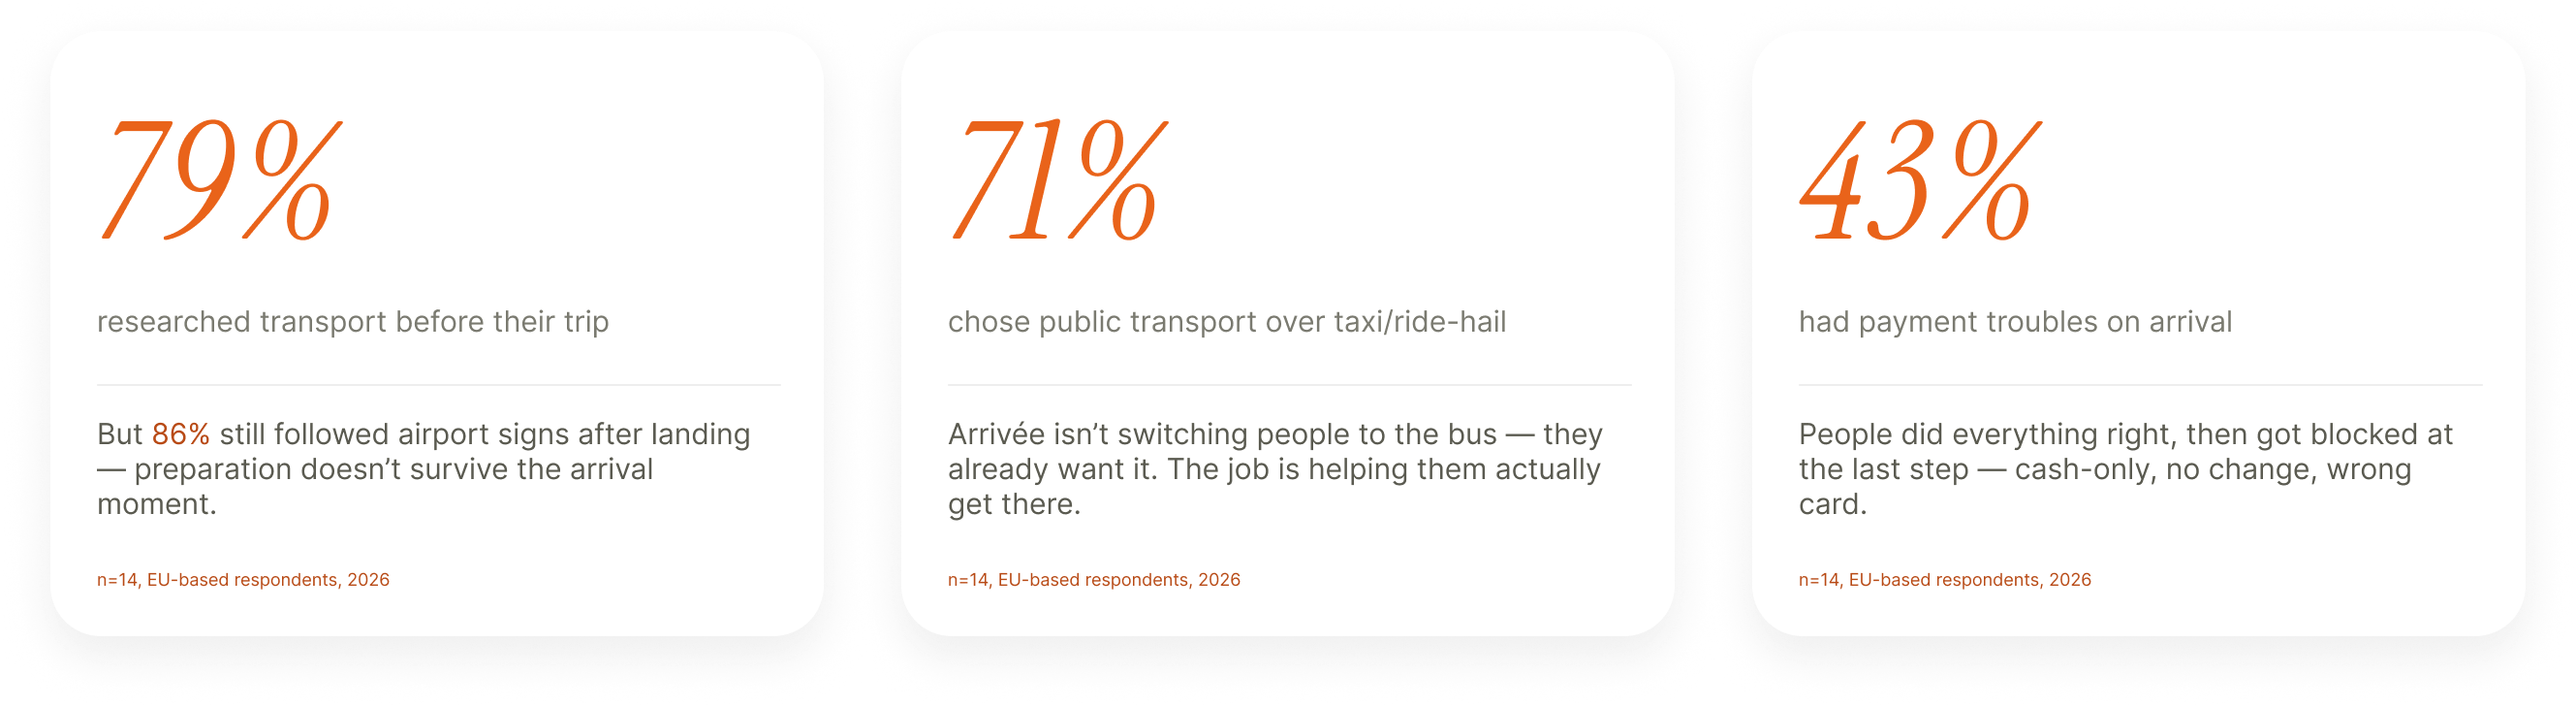 79%
researched transport before their trip
But 86% still followed airport signs after landing
— preparation doesn’t survive the arrival
moment.
n=14, EU-based respondents, 2026
71%
chose public transport over taxi/ride-hail
Arrivée isn’t switching people to the bus — they
already want it. The job is helping them actually
get there.
n=14, EU-based respondents, 2026
43%
had payment troubles on arrival
People did everything right, then got blocked at
the last step — cash-only, no change, wrong
card.
n=14, EU-based respondents, 2026